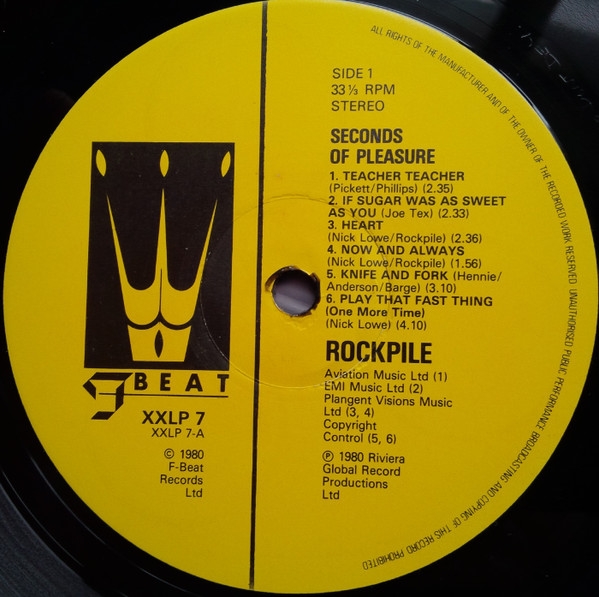 ALL RIGHTS OF THE MANUFACTURER AND OF THE OWNER OF THE RECORDED WORK RESERVED. UNAUTHORISED PUBLIC PERFORMANCE BROADCASTING AND COPYING OF THIS RECORD PROHIBITED
SIDE 1
33⅓ RPM
STEREO
SECONDS
OF PLEASURE
1. TEACHER TEACHER
(Pickett/Phillips) (2.35)
2. IF SUGAR WAS AS SWEET
AS YOU (Joe Tex) (2.33)
3. HEART
(Nick Lowe/Rockpile) (2.36)
4. NOW AND ALWAYS
(Nick Lowe/Rockpile) (1.56)
5. KNIFE AND FORK (Hennie/
Anderson/Barge) (3.10)
6. PLAY THAT FAST THING
(One More Time)
(Nick Lowe) (4.10)
ROCKPILE
Aviation Music Ltd (1)
EMI Music Ltd (2)
Plangent Visions Music
Ltd (3, 4)
Copyright
Control (5, 6)
℗ 1980 Riviera
Global Record
Productions
Ltd
F BEAT
XXLP 7
XXLP 7-A
© 1980
F-Beat
Records
Ltd